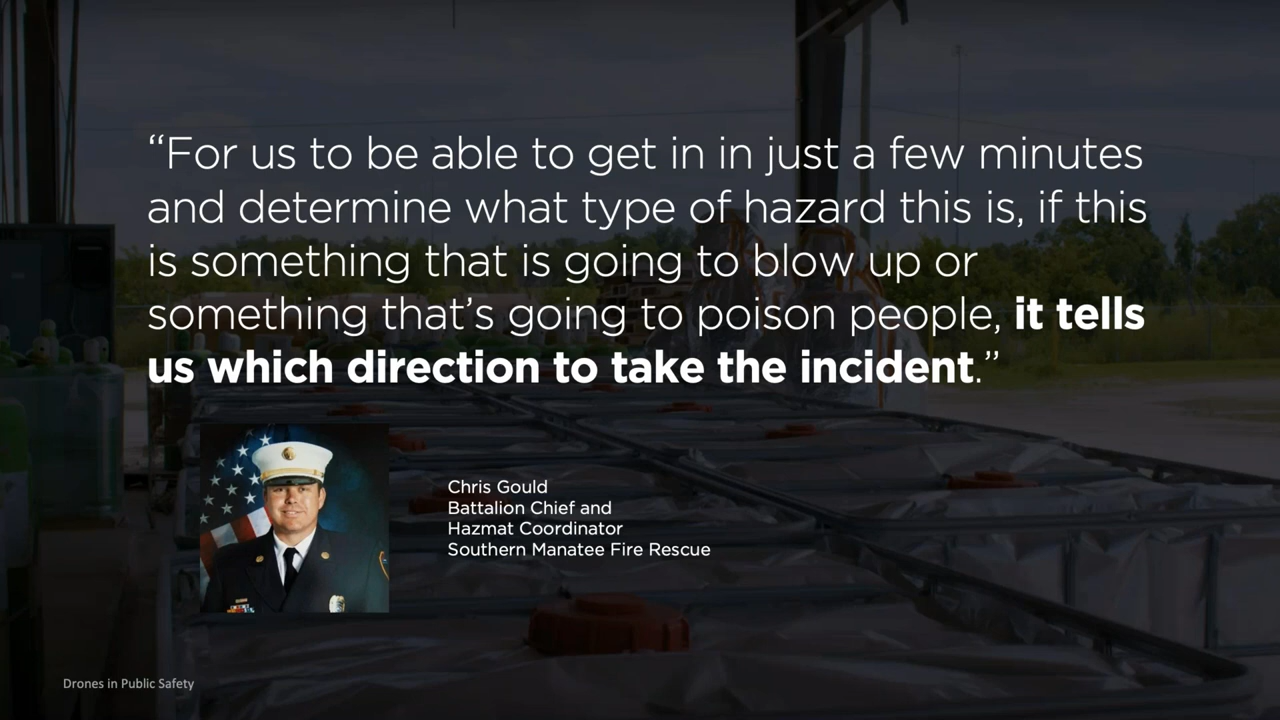 “For us to be able to get in in just a few minutes
and determine what type of hazard this is, if this
is something that is going to blow up or
something that’s going to poison people, it tells
us which direction to take the incident.”
Chris Gould
Battalion Chief and
Hazmat Coordinator
Southern Manatee Fire Rescue
Drones in Public Safety